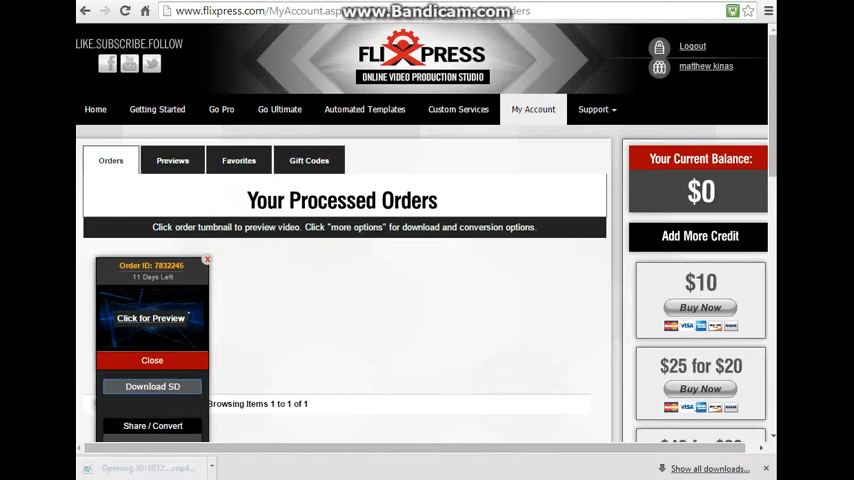 www.flixpress.com/MyAccount.asp
www.Bandicam.com
ders
LIKE.SUBSCRIBE.FOLLOW
FLIXPRESS
ONLINE VIDEO PRODUCTION STUDIO
Logout
matthew kinas
Home Getting Started Go Pro Go Ultimate Automated Templates Custom Services My Account Support
Orders Previews Favorites Gift Codes
Your Processed Orders
Click order tumbnail to preview video. Click "more options" for download and conversion options.
Your Current Balance:
$0
Add More Credit
$10
Buy Now
$25 for $20
Buy Now
Order ID: 7832245
11 Days Left
Click for Preview
Close
Download SD
Browsing Items 1 to 1 of 1
Share / Convert
Opening 3018812....mp4...
Show all downloads...